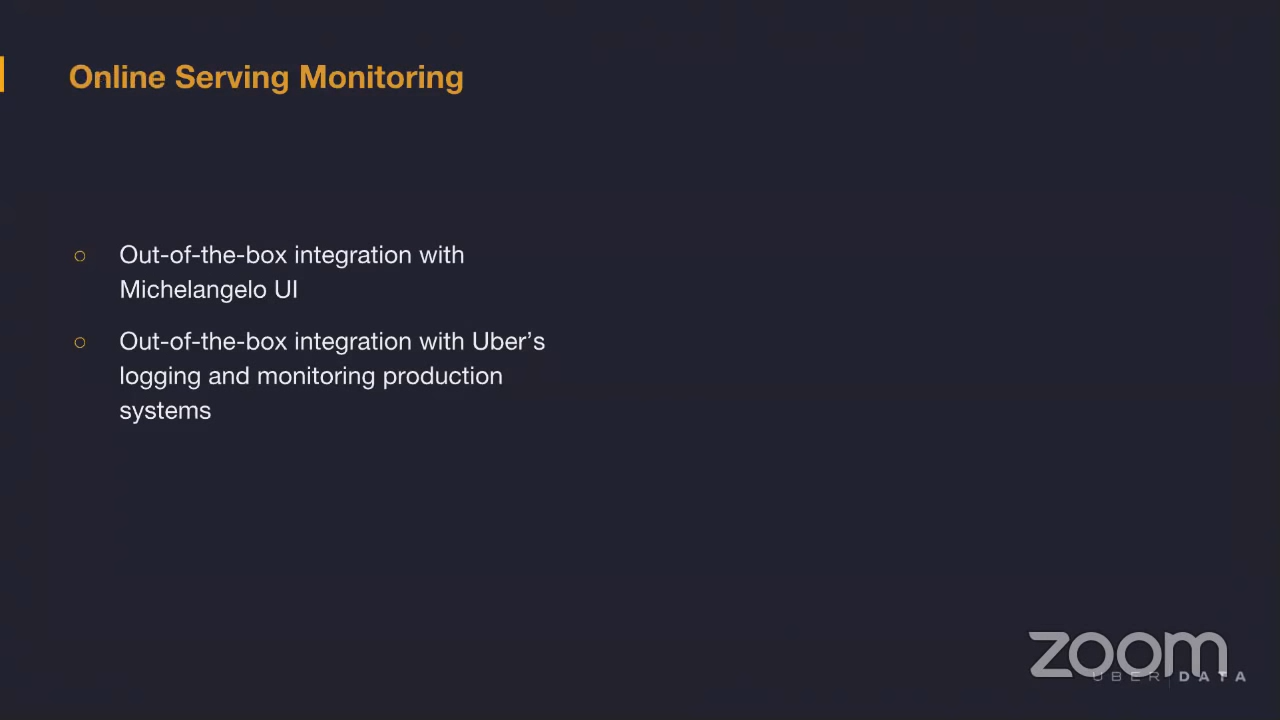 Online Serving Monitoring
Out-of-the-box integration with
Michelangelo UI
Out-of-the-box integration with Uber’s
logging and monitoring production
systems
zoom
UBER DATA